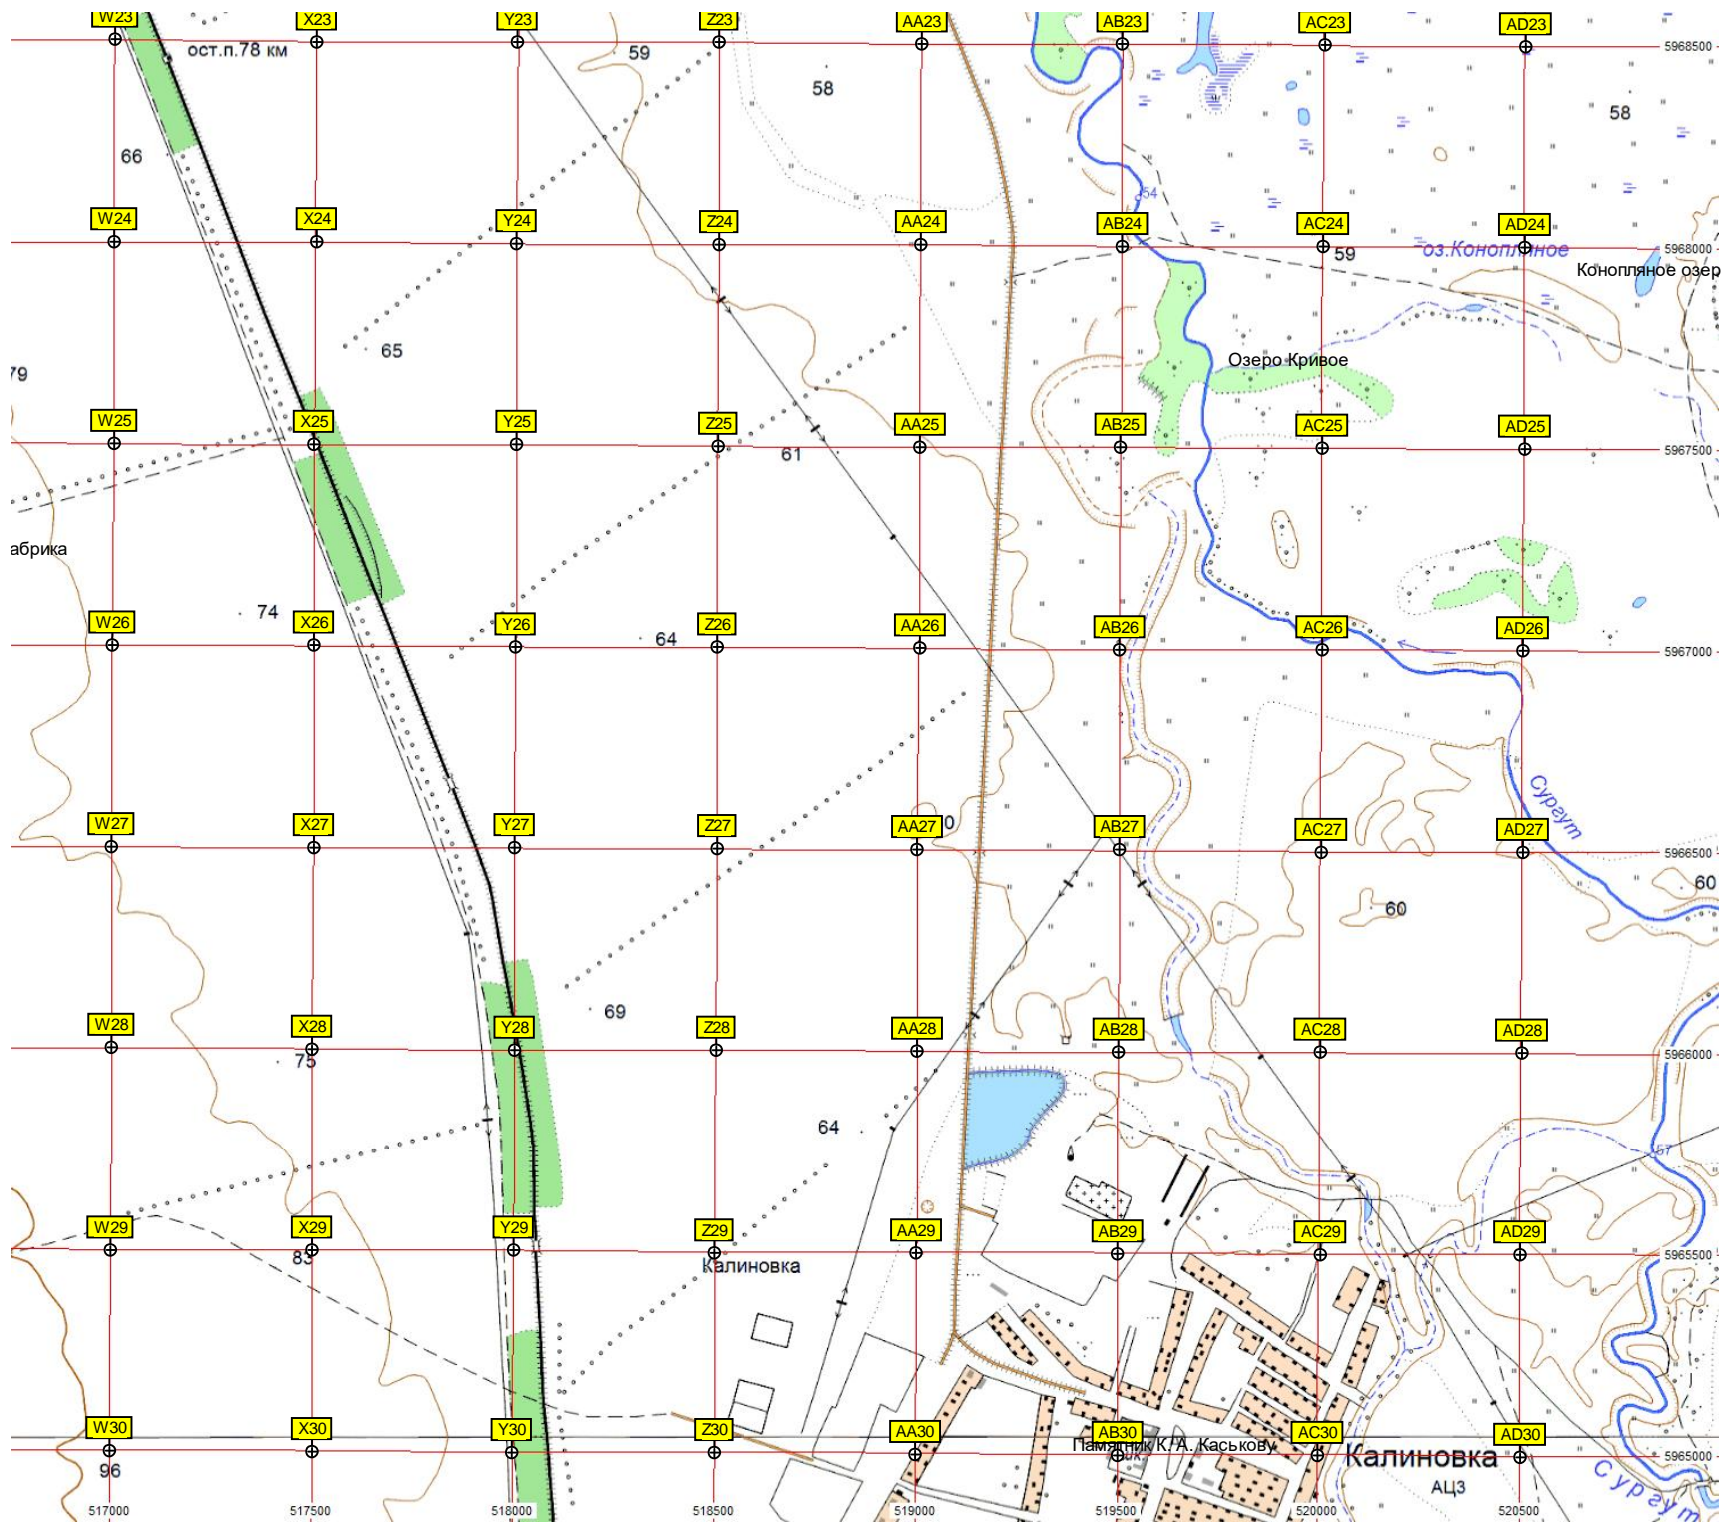 W23 X23 Y23 Z23 AA23 AB23 AC23 AD23
ост.п.78 км 59 5968500
58 58
66
54
W24 X24 Y24 Z24 AA24 AB24 AC24 AD24
59 оз.Конопляное 5968000
Конопляное озер
65
Озеро Кривое
79
W25 X25 Y25 Z25 AA25 AB25 AC25 AD25
61 5967500
абрика
74
W26 X26 Y26 Z26 AA26 AB26 AC26 AD26
64 5967000
Сургут
W27 X27 Y27 Z27 AA27 0 AB27 AC27 AD27
5966500
60 60
69
W28 X28 Y28 Z28 AA28 AB28 AC28 AD28
75 5966000
64
57
W29 X29 Y29 Z29 AA29 AB29 AC29 AD29
83 5965500
Калиновка
W30 X30 Y30 Z30 AA30 AB30 AC30 AD30
Памятник К. А. Каськову
Калиновка 5965000
96
АЦЗ
Сургут
517000 517500 518000 518500 519000 519500 520000 520500